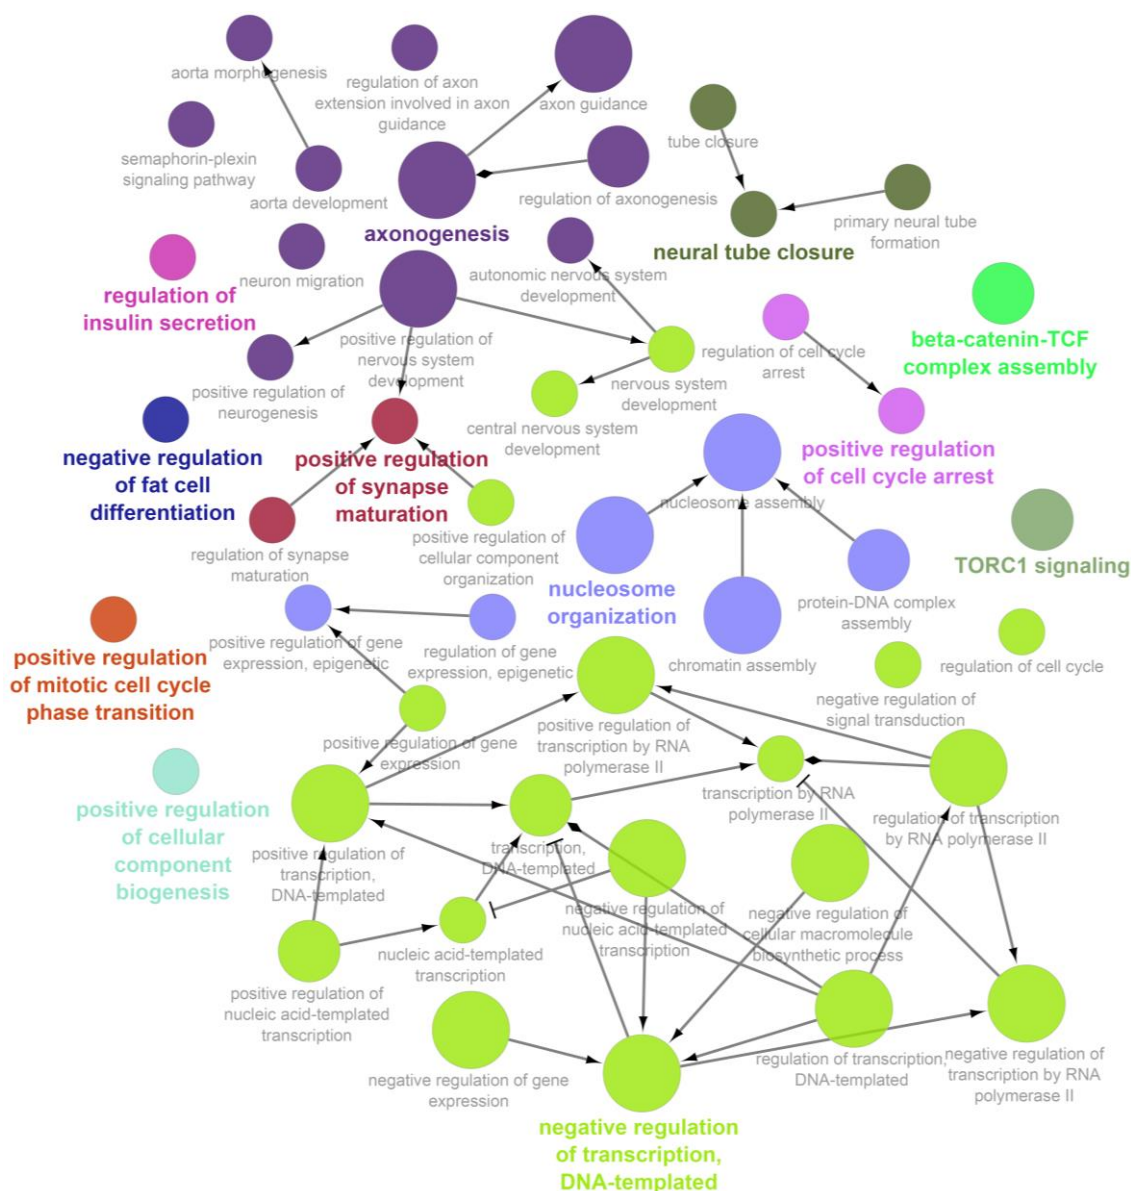 aorta morphogenesis
regulation of axon
extension involved in axon
guidance
axon guidance
tube closure
semaphorin-plexin
signaling pathway
aorta development
regulation of axonogenesis
axonogenesis
primary neural tube
formation
neural tube closure
neuron migration
autonomic nervous system
development
regulation of
insulin secretion
beta-catenin-TCF
complex assembly
positive regulation of
nervous system
development
regulation of cell cycle
arrest
positive regulation of
neurogenesis
nervous system
development
central nervous system
development
negative regulation
of fat cell
differentiation
positive regulation
of synapse
maturation
positive regulation
of cell cycle arrest
nucleosome assembly
regulation of synapse
maturation
positive regulation of
cellular component
organization
TORC1 signaling
nucleosome
organization
protein-DNA complex
assembly
positive regulation of gene
expression, epigenetic
regulation of gene
expression, epigenetic
chromatin assembly
regulation of cell cycle
positive regulation
of mitotic cell cycle
phase transition
negative regulation of
signal transduction
positive regulation of gene
expression
positive regulation of
transcription by RNA
polymerase II
transcription by RNA
polymerase II
regulation of transcription
by RNA polymerase II
positive regulation
of cellular
component
biogenesis
positive regulation of
transcription,
DNA-templated
transcription,
DNA-templated
negative regulation of
nucleic acid-templated
transcription
negative regulation of
cellular macromolecule
biosynthetic process
nucleic acid-templated
transcription
positive regulation of
nucleic acid-templated
transcription
negative regulation of gene
expression
regulation of transcription,
DNA-templated
negative regulation of
transcription by RNA
polymerase II
negative regulation
of transcription,
DNA-templated